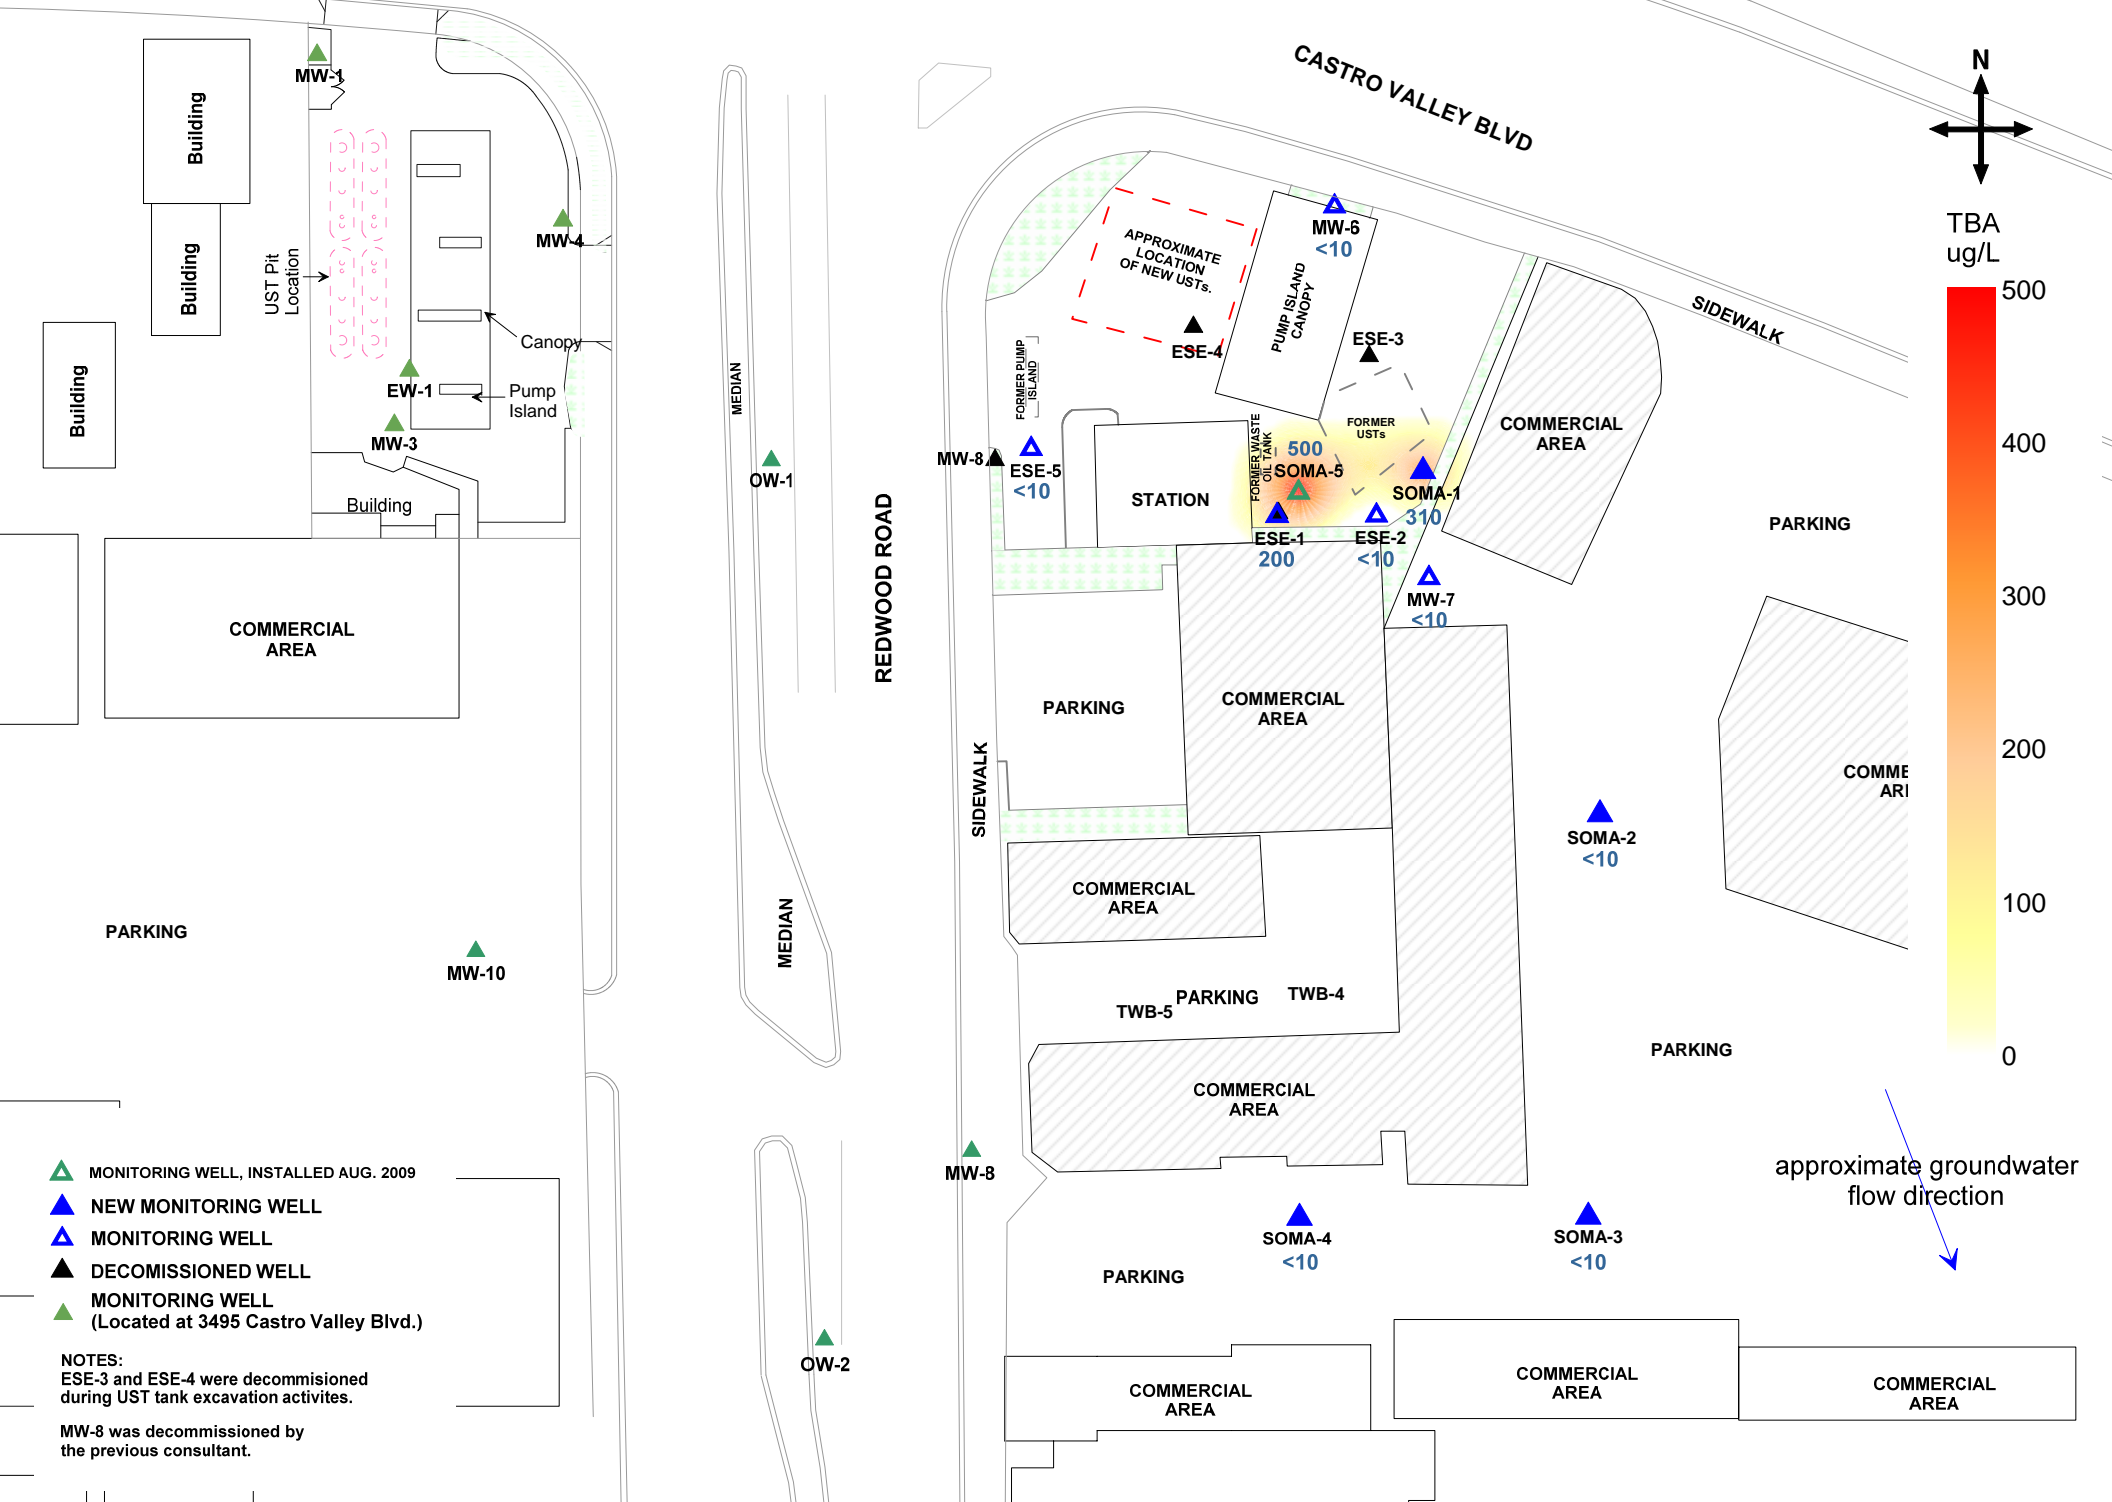 CASTRO VALLEY BLVD
N
TBA
ug/L
500
400
300
200
100
0
MW-1
Building
Building
Building
UST Pit
Location
MW-4
Canopy
EW-1
Pump
Island
MW-3
Building
COMMERCIAL
AREA
PARKING
MW-10
MEDIAN
OW-1
REDWOOD ROAD
MEDIAN
SIDEWALK
APPROXIMATE
LOCATION
OF NEW USTs.
ESE-4
PUMP ISLAND
CANOPY
MW-6
<10
ESE-3
SIDEWALK
FORMER PUMP
ISLAND
MW-8
ESE-5
<10
STATION
FORMER WASTE
OIL TANK
FORMER
USTs
500
SOMA-5
SOMA-1
310
ESE-1
200
ESE-2
<10
MW-7
<10
COMMERCIAL
AREA
PARKING
PARKING
COMMERCIAL
AREA
COMME
ARI
SOMA-2
<10
COMMERCIAL
AREA
TWB-5
PARKING
TWB-4
PARKING
COMMERCIAL
AREA
MW-8
SOMA-4
<10
SOMA-3
<10
approximate groundwater
flow direction
PARKING
OW-2
COMMERCIAL
AREA
COMMERCIAL
AREA
COMMERCIAL
AREA
MONITORING WELL, INSTALLED AUG. 2009
NEW MONITORING WELL
MONITORING WELL
DECOMISSIONED WELL
MONITORING WELL
(Located at 3495 Castro Valley Blvd.)
NOTES:
ESE-3 and ESE-4 were decommisioned
during UST tank excavation activites.
MW-8 was decommissioned by
the previous consultant.